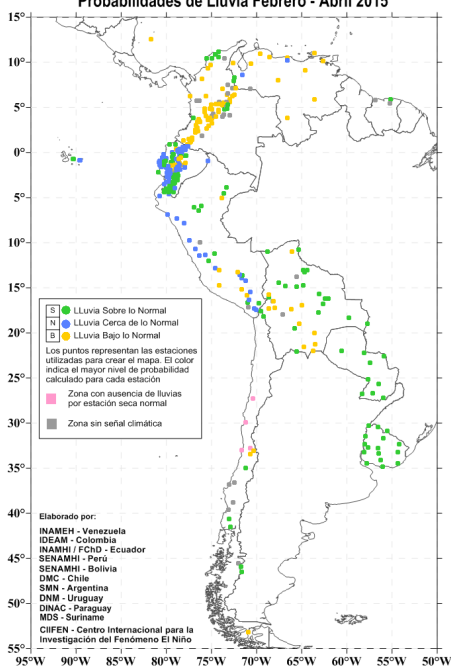 Probabilidades de Lluvia Febrero - Abril 2015
15°
10°
5°
0°
5°
10°
15°
20°
25°
30°
35°
40°
45°
50°
55°
S LLuvia Sobre lo Normal
N LLuvia Cerca de lo Normal
B LLuvia Bajo lo Normal
Los puntos representan las estaciones
utilizadas para crear el mapa. El color
indica el mayor nivel de probabilidad
calculado para cada estación
Zona con ausencia de lluvias
por estación seca normal
Zona sin señal climática
Elaborado por:
INAMEH - Venezuela
IDEAM - Colombia
INAMHI / FChD - Ecuador
SENAMHI - Perú
SENAMHI - Bolivia
DMC - Chile
SMN - Argentina
DNM - Uruguay
DINAC - Paraguay
MDS - Suriname
CIIFEN - Centro Internacional para la
Investigación del Fenómeno El Niño
95°W 90°W 85°W 80°W 75°W 70°W 65°W 60°W 55°W 50°W